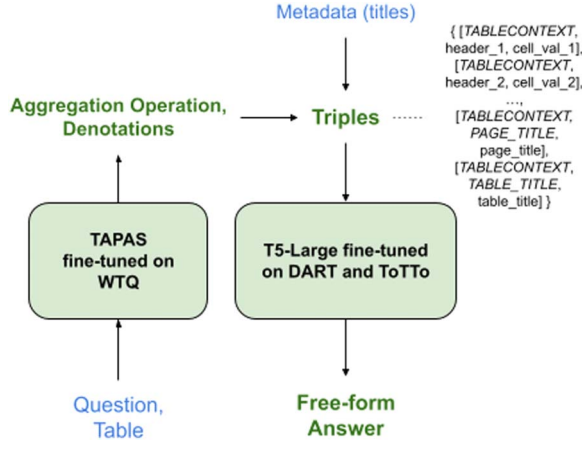 Metadata (titles)
{ [TABLECONTEXT,
header_1, cell_val_1],
[TABLECONTEXT,
header_2, cell_val_2],
...,
[TABLECONTEXT,
PAGE_TITLE,
page_title],
[TABLECONTEXT,
TABLE_TITLE,
table_title] }
Aggregation Operation,
Denotations
Triples
TAPAS
fine-tuned on
WTQ
T5-Large fine-tuned
on DART and ToTTo
Question,
Table
Free-form
Answer